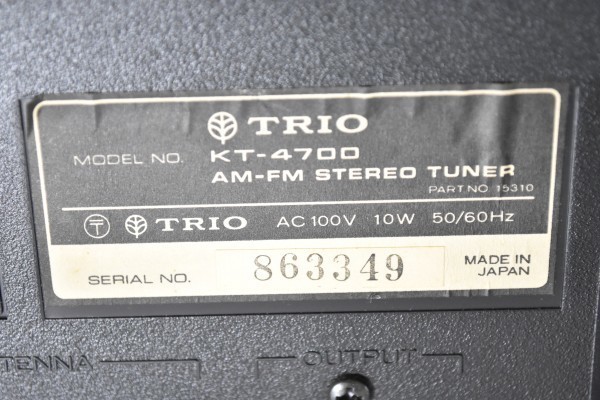 TRIO
MODEL NO. KT-4700
AM-FM STEREO TUNER
PART NO. 15310
〒 TRIO AC 100V 10W 50/60Hz
SERIAL NO. 863349 MADE IN
JAPAN
TENNA OUTPUT